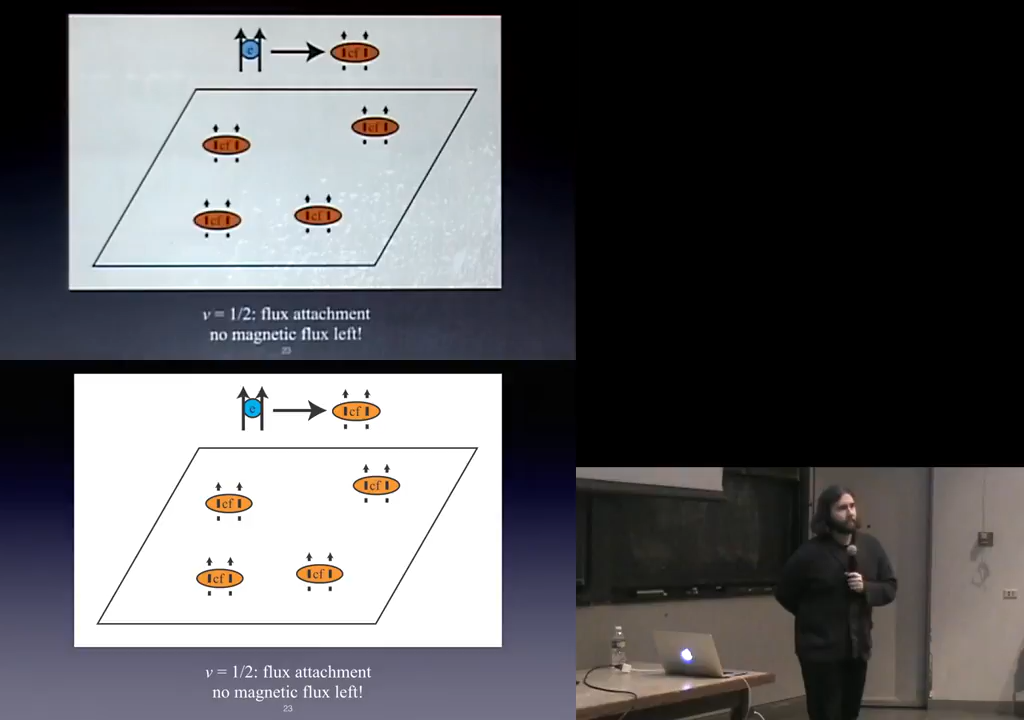 e cf
cf
cf
cf
cf
ν = 1/2: flux attachment
no magnetic flux left!
23
e cf
cf
cf
cf
cf
ν = 1/2: flux attachment
no magnetic flux left!
23